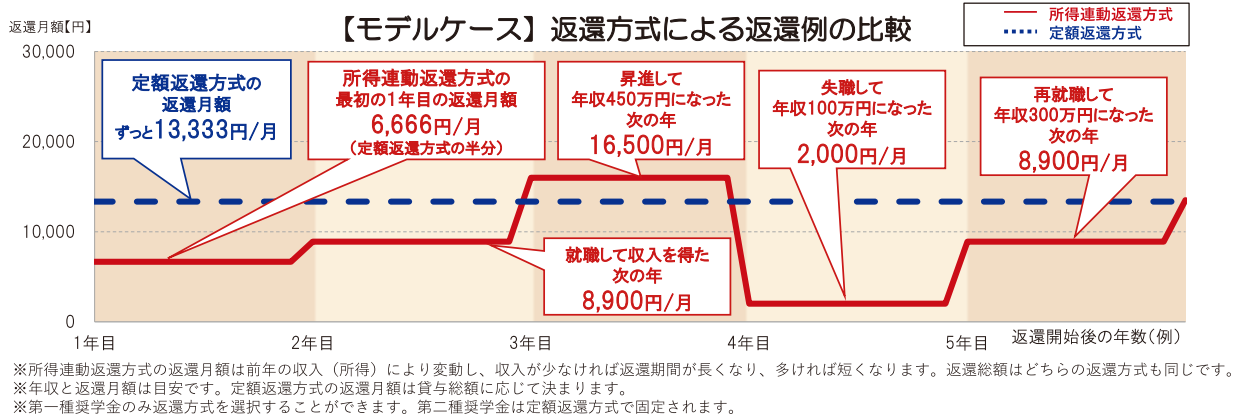 返還月額【円】
【モデルケース】返還方式による返還例の比較
所得連動返還方式
定額返還方式
30,000
20,000
10,000
0
定額返還方式の
返還月額
ずっと13,333円/月
所得連動返還方式の
最初の1年目の返還月額
6,666円/月
(定額返還方式の半分)
昇進して
年収450万円になった
次の年
16,500円/月
失職して
年収100万円になった
次の年
2,000円/月
再就職して
年収300万円になった
次の年
8,900円/月
就職して収入を得た
次の年
8,900円/月
1年目
2年目
3年目
4年目
5年目
返還開始後の年数(例)
※所得連動返還方式の返還月額は前年の収入（所得）により変動し、収入が少なければ返還期間が長くなり、多ければ短くなります。返還総額はどちらの返還方式も同じです。
※年収と返還月額は目安です。定額返還方式の返還月額は貸与総額に応じて決まります。
※第一種奨学金のみ返還方式を選択することができます。第二種奨学金は定額返還方式で固定されます。